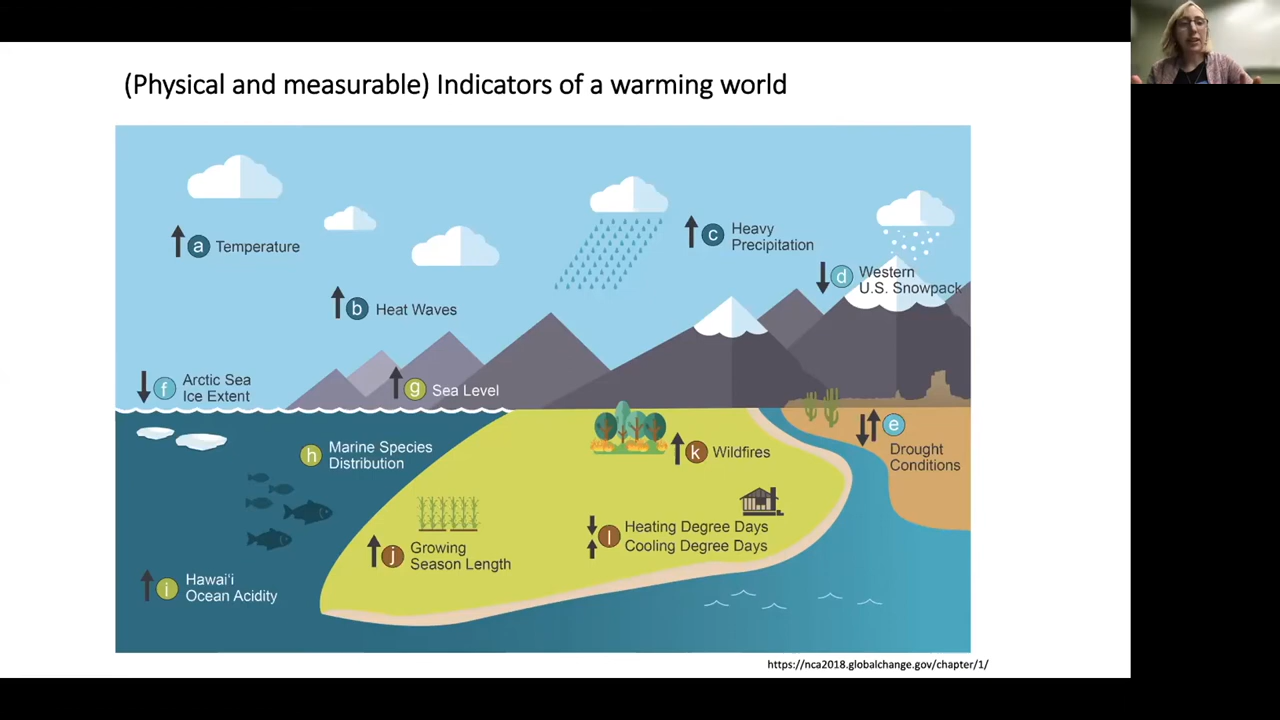 (Physical and measurable) Indicators of a warming world
a Temperature
c Heavy
Precipitation
d Western
U.S. Snowpack
b Heat Waves
f Arctic Sea
Ice Extent
g Sea Level
h Marine Species
Distribution
k Wildfires
e
Drought
Conditions
j Growing
Season Length
l Heating Degree Days
Cooling Degree Days
i Hawaiʻi
Ocean Acidity
https://nca2018.globalchange.gov/chapter/1/